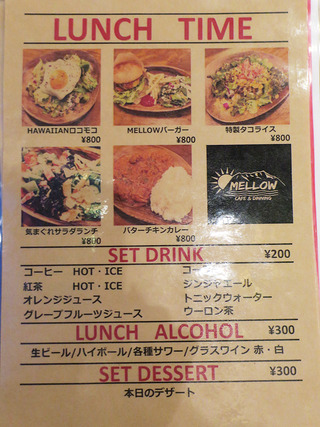 LUNCH TIME
HAWAIIANロコモコ
¥800
MELLOWバーガー
¥800
特製タコライス
¥800
気まぐれサラダランチ
¥800
バターチキンカレー
¥800
MELLOW
CAFE & DINNING
SET DRINK ¥200
コーヒー HOT・ICE
紅茶 HOT・ICE
オレンジジュース
グレープフルーツジュース
コー
ジンジャエール
トニックウォーター
ウーロン茶
LUNCH ALCOHOL ¥300
生ビール/ハイボール/各種サワー/グラスワイン 赤・白
SET DESSERT ¥300
本日のデザート